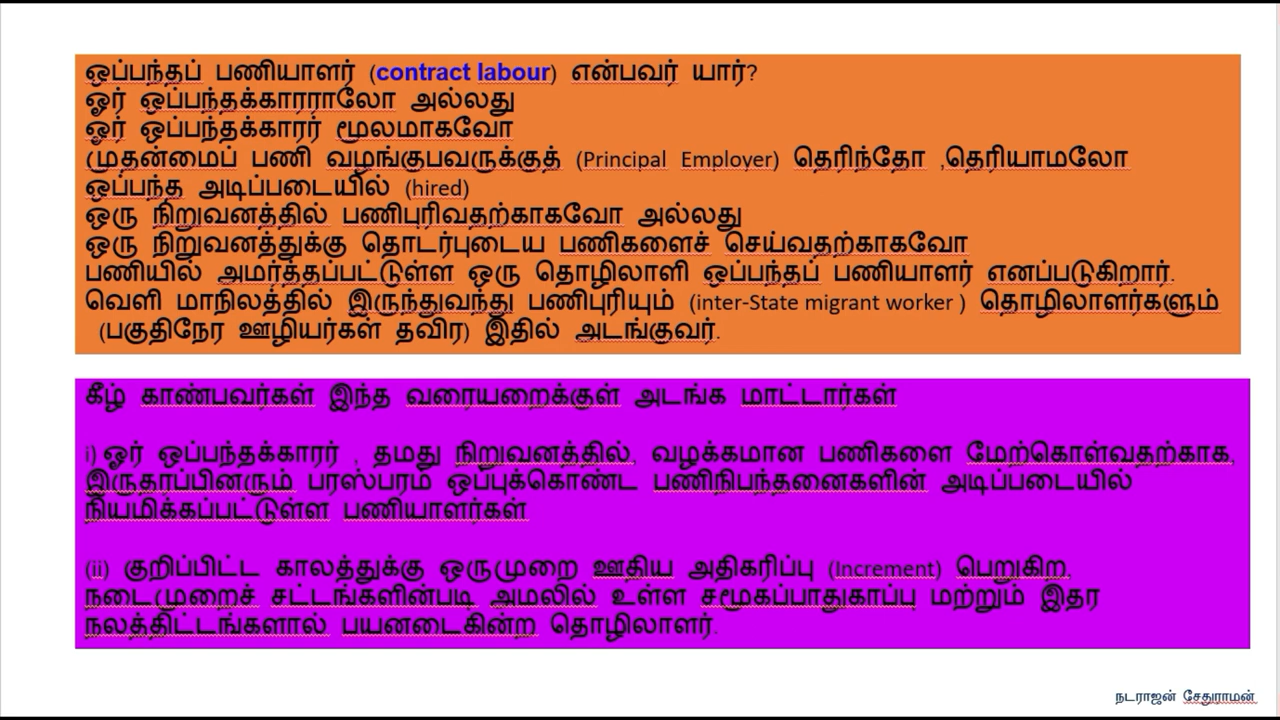 ஒப்பந்தப் பணியாளர் (contract labour) என்பவர் யார்?
ஓர் ஒப்பந்தக்காரராலோ அல்லது
ஓர் ஒப்பந்தக்காரர் மூலமாகவோ
முதன்மைப் பணி வழங்குபவருக்குத் (Principal Employer) தெரிந்தோ ,தெரியாமலோ
ஒப்பந்த அடிப்படையில் (hired)
ஒரு நிறுவனத்தில் பணிபுரிவதற்காகவோ அல்லது
ஒரு நிறுவனத்துக்கு தொடர்புடைய பணிகளைச் செய்வதற்காகவோ
பணியில் அமர்த்தப்பட்டுள்ள ஒரு தொழிலாளி ஒப்பந்தப் பணியாளர் எனப்படுகிறார்.
வெளி மாநிலத்தில் இருந்துவந்து பணிபுரியும் (inter-State migrant worker ) தொழிலாளர்களும்
(பகுதிநேர ஊழியர்கள் தவிர) இதில் அடங்குவர்.
கீழ் காண்பவர்கள் இந்த வரையறைக்குள் அடங்க மாட்டார்கள்
i) ஓர் ஒப்பந்தக்காரர் , தமது நிறுவனத்தில், வழக்கமான பணிகளை மேற்கொள்வதற்காக,
இருதாப்பினரும் பரஸ்பரம் ஒப்புக்கொண்ட பணிநிபந்தனைகளின் அடிப்படையில்
நியமிக்கப்பட்டுள்ள பணியாளர்கள்
(ii) குறிப்பிட்ட காலத்துக்கு ஒருமுறை ஊதிய அதிகரிப்பு (Increment) பெறுகிற,
நடைமுறைச் சட்டங்களின்படி அமலில் உள்ள சமூகப்பாதுகாப்பு மற்றும் இதர
நலத்திட்டங்களால் பயனடைகின்ற தொழிலாளர்.
நடராஜன் சேதுராமன்